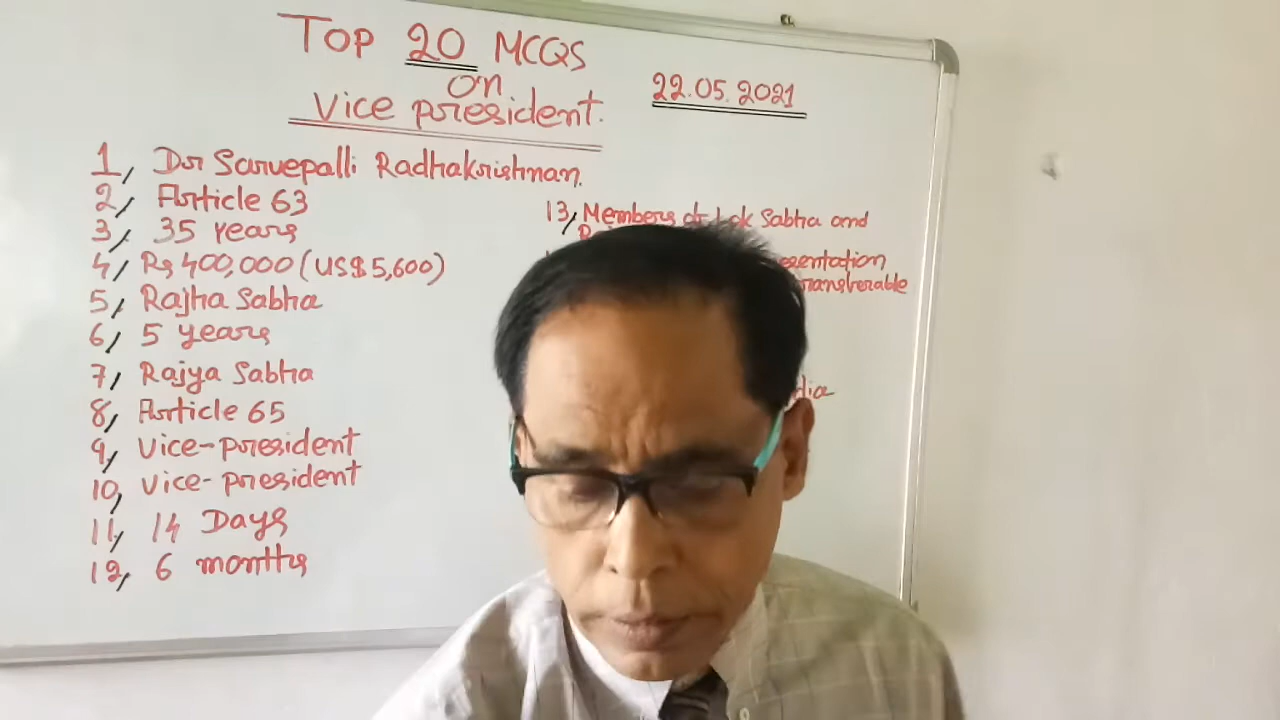 TOP 20 MCQS
on
Vice president.
22.05.2021
1, Dr Sarvepalli Radhakrishnan.
2, Article 63
3, 35 years
4, Rs 400,000 (US$ 5,600)
5, Rajha Sabha
6, 5 years
7, Rajya Sabha
8, Article 65
9, Vice-president
10, Vice-president
11, 14 Days
12, 6 months
13, Members of Lok Sabha and